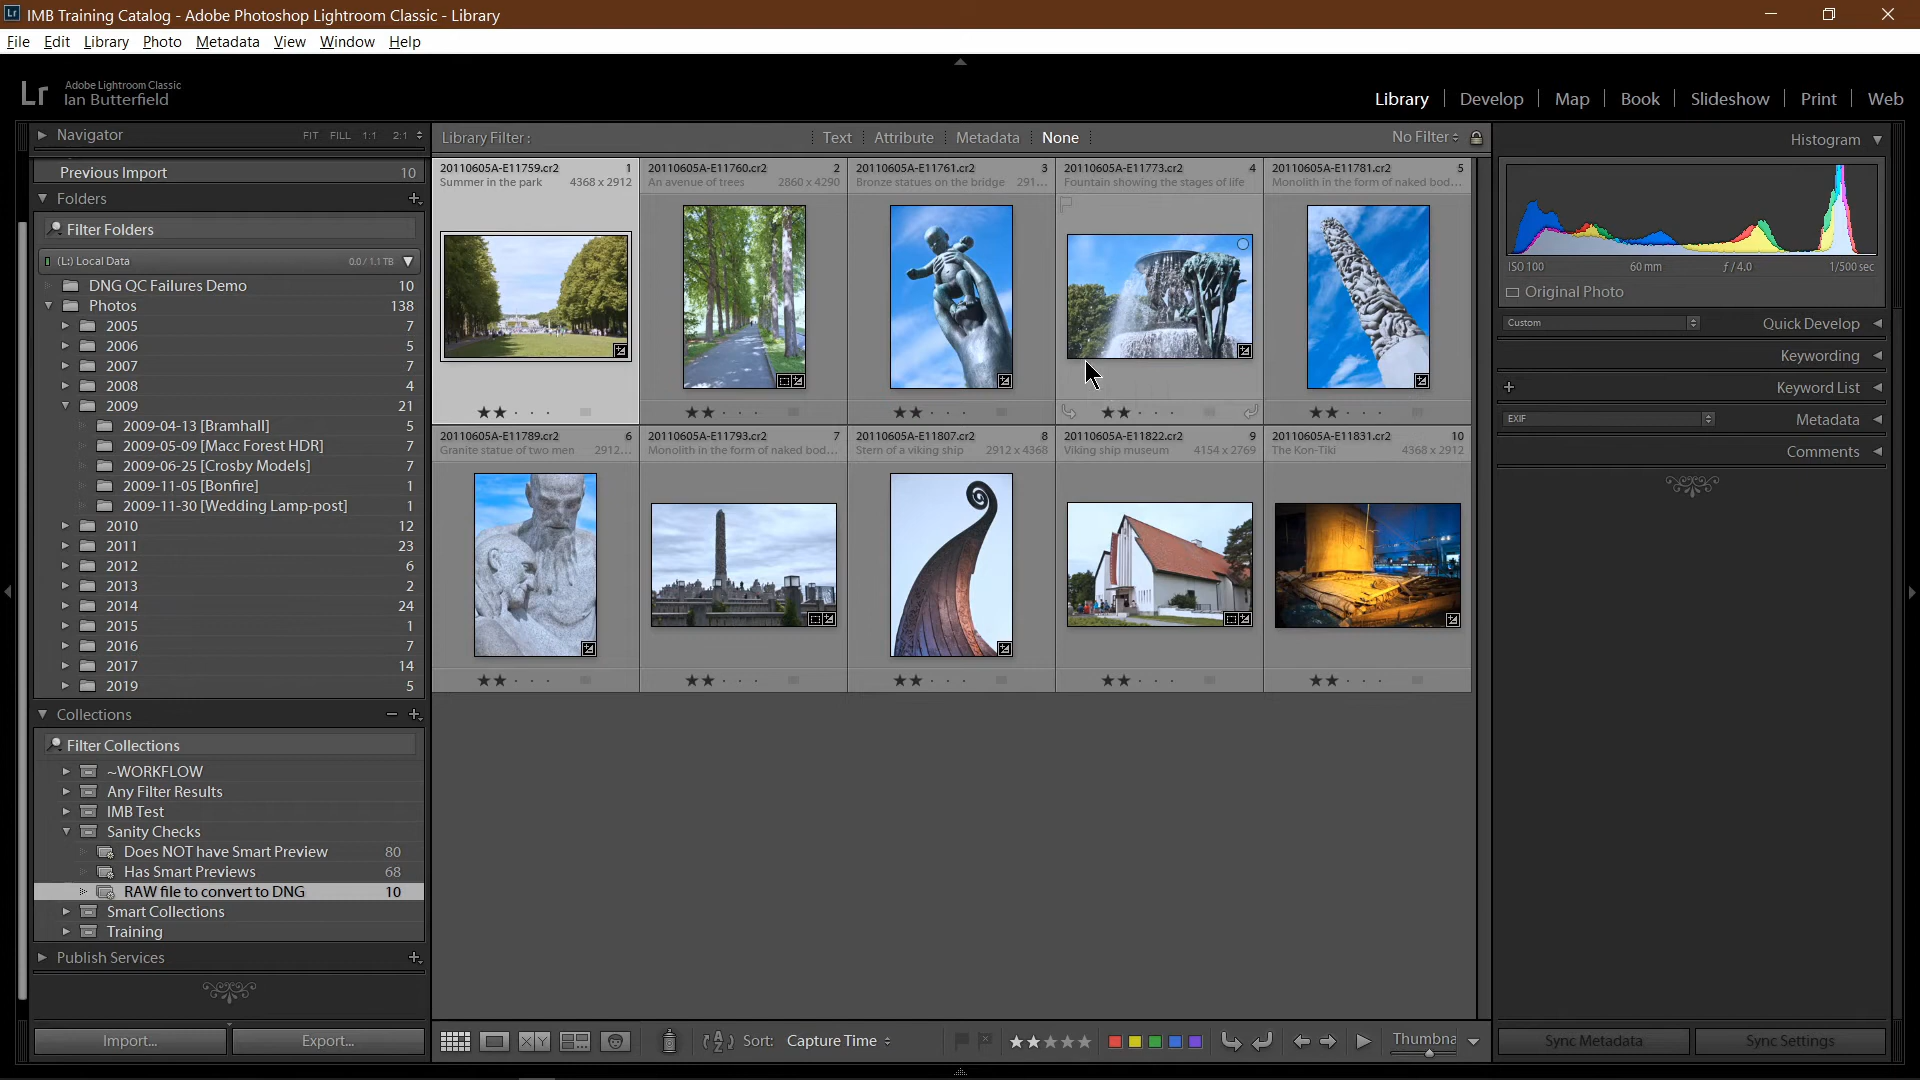 IMB Training Catalog - Adobe Photoshop Lightroom Classic - Library
File Edit Library Photo Metadata View Window Help
Lr Adobe Lightroom Classic
Ian Butterfield
Library Develop Map Book Slideshow Print Web
Navigator FIT FILL 1:1 2:1
Previous Import 10
Folders
Filter Folders
(L:) Local Data 0.0 / 1.1 TB
DNG QC Failures Demo 10
Photos 138
2005 7
2006 5
2007 7
2008 4
2009 21
2009-04-13 [Bramhall] 5
2009-05-09 [Macc Forest HDR] 7
2009-06-25 [Crosby Models] 7
2009-11-05 [Bonfire] 1
2009-11-30 [Wedding Lamp-post] 1
2010 12
2011 23
2012 6
2013 2
2014 24
2015 1
2016 7
2017 14
2019 5
Collections
Filter Collections
~WORKFLOW
Any Filter Results
IMB Test
Sanity Checks
Does NOT have Smart Preview 80
Has Smart Previews 68
RAW file to convert to DNG 10
Smart Collections
Training
Publish Services
Import... Export...
Library Filter : Text Attribute Metadata None No Filter
20110605A-E11759.cr2 1
Summer in the park 4368 x 2912
20110605A-E11760.cr2 2
An avenue of trees 2860 x 4290
20110605A-E11761.cr2 3
Bronze statues on the bridge 291...
20110605A-E11773.cr2 4
Fountain showing the stages of life
20110605A-E11781.cr2 5
Monolith in the form of naked bod...
20110605A-E11789.cr2 6
Granite statue of two men 2912...
20110605A-E11793.cr2 7
Monolith in the form of naked bod...
20110605A-E11807.cr2 8
Stern of a viking ship 2912 x 4368
20110605A-E11822.cr2 9
Viking ship museum 4154 x 2769
20110605A-E11831.cr2 10
The Kon-Tiki 4368 x 2912
Sort: Capture Time
Thumbna
Histogram
ISO 100 60 mm ƒ / 4.0 1/500 sec
Original Photo
Custom Quick Develop
Keywording
Keyword List
EXIF Metadata
Comments
Sync Metadata Sync Settings